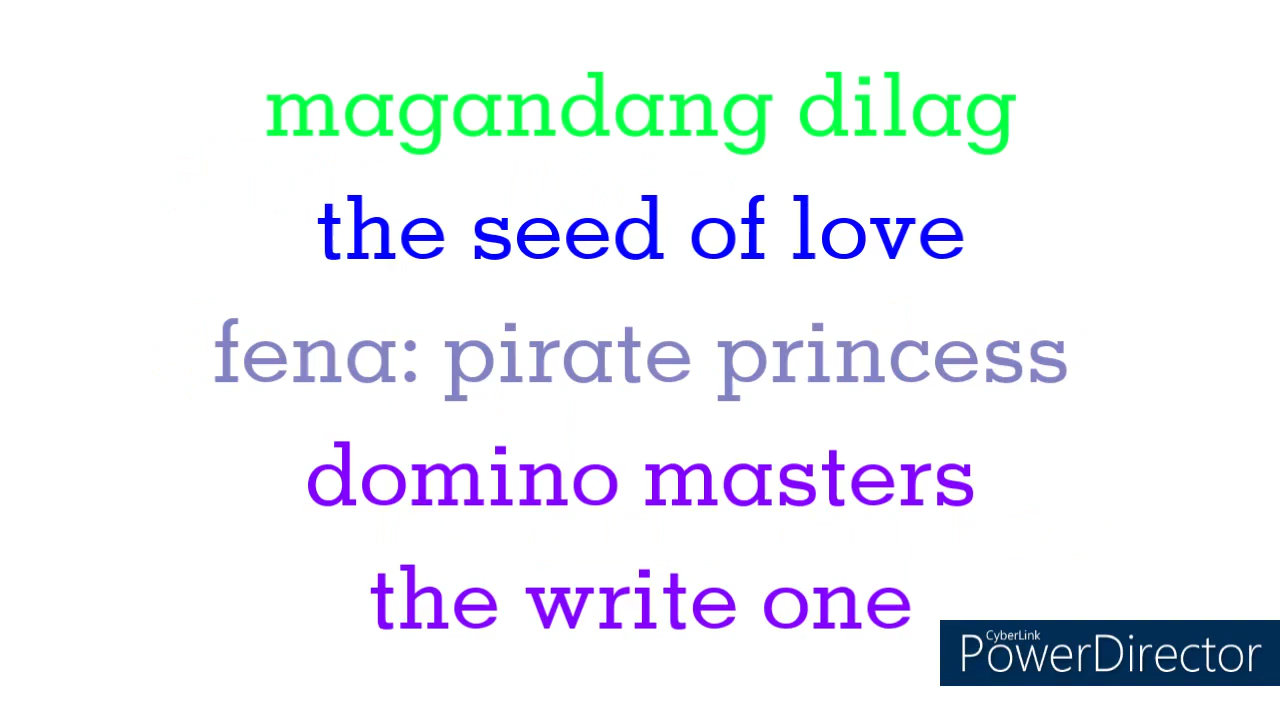 magandang dilag
the seed of love
fena: pirate princess
domino masters
the write one
CyberLink
PowerDirector